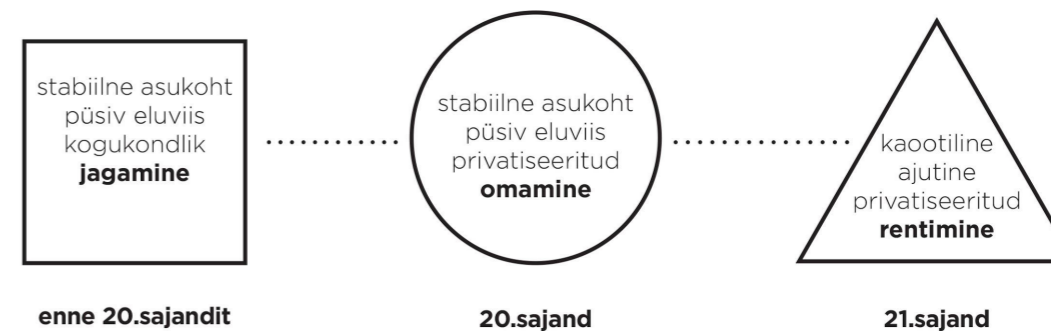 stabiilne asukoht
püsiv eluviis
kogukondlik
jagamine
enne 20.sajandit
stabiilne asukoht
püsiv eluviis
privatiseeritud
omamine
20.sajand
kaootiline
ajutine
privatiseeritud
rentimine
21.sajand